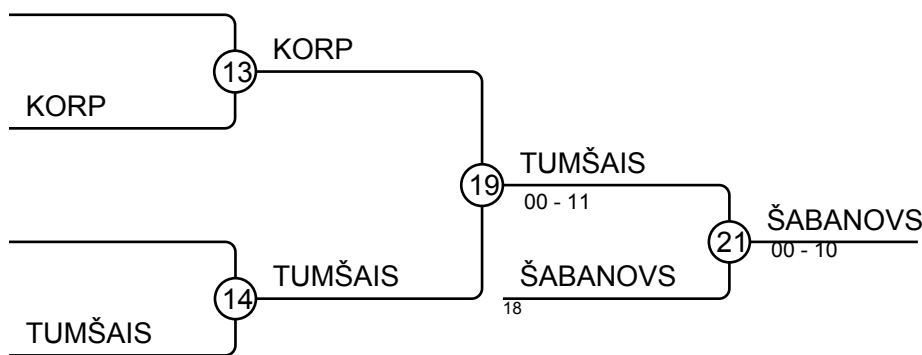 KORP
13
KORP
TUMŠAIS
19
00 - 11
ŠABANOVS
21
00 - 10
TUMŠAIS
ŠABANOVS
14
18
TUMŠAIS